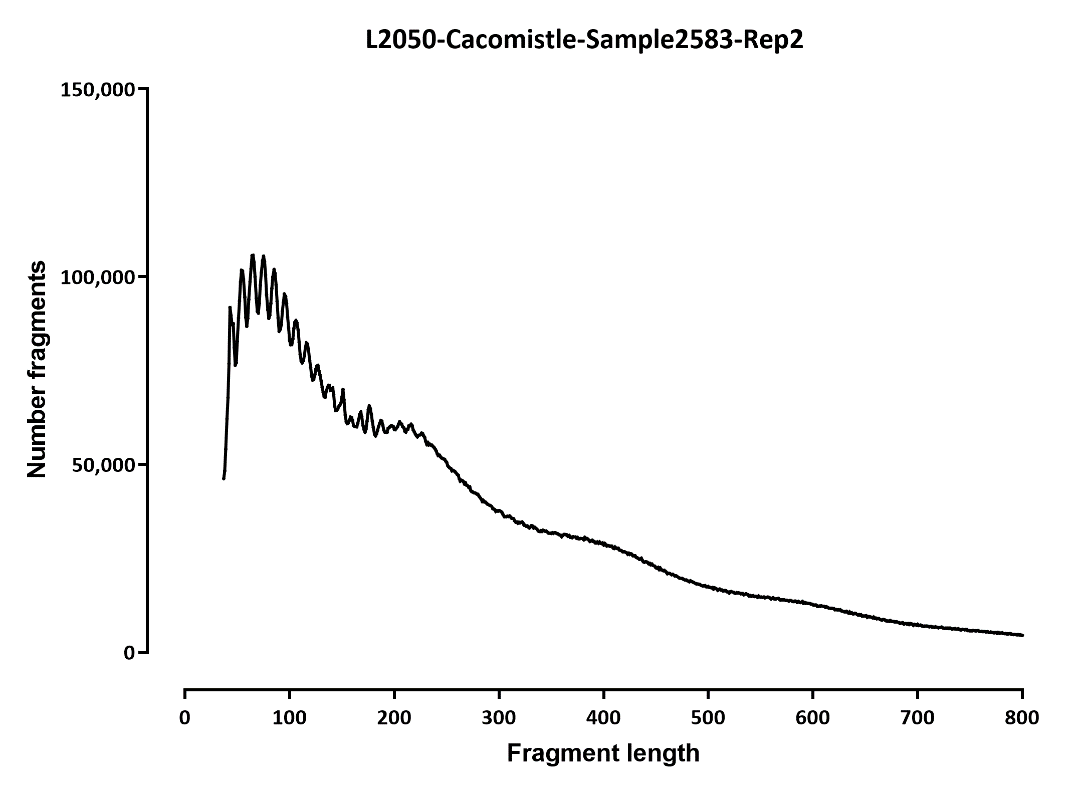 L2050-Cacomistle-Sample2583-Rep2
150,000
100,000
50,000
0
Number fragments
0 100 200 300 400 500 600 700 800
Fragment length